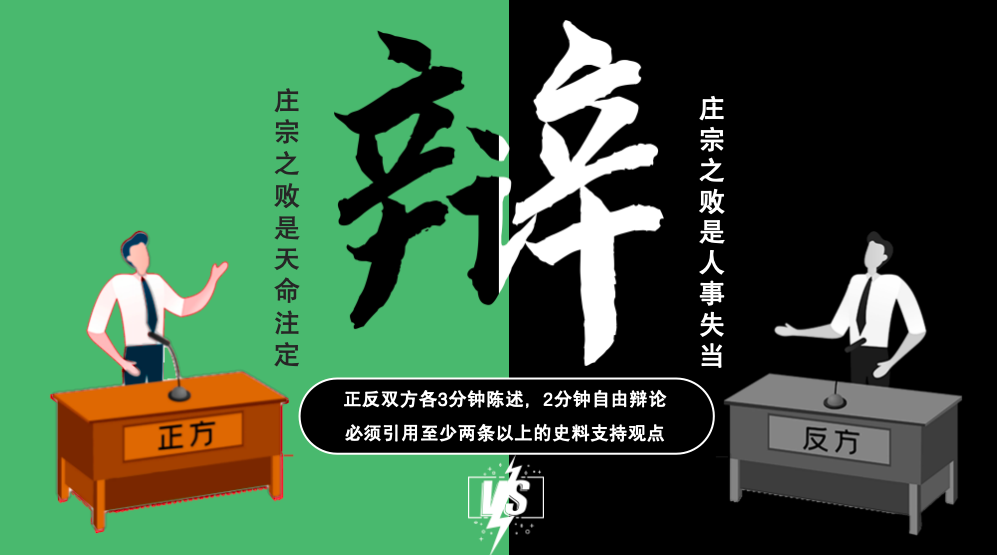 辩
庄宗之败是天命注定
庄宗之败是人事失当
正反双方各3分钟陈述，2分钟自由辩论
必须引用至少两条以上的史料支持观点
正方
反方
VS